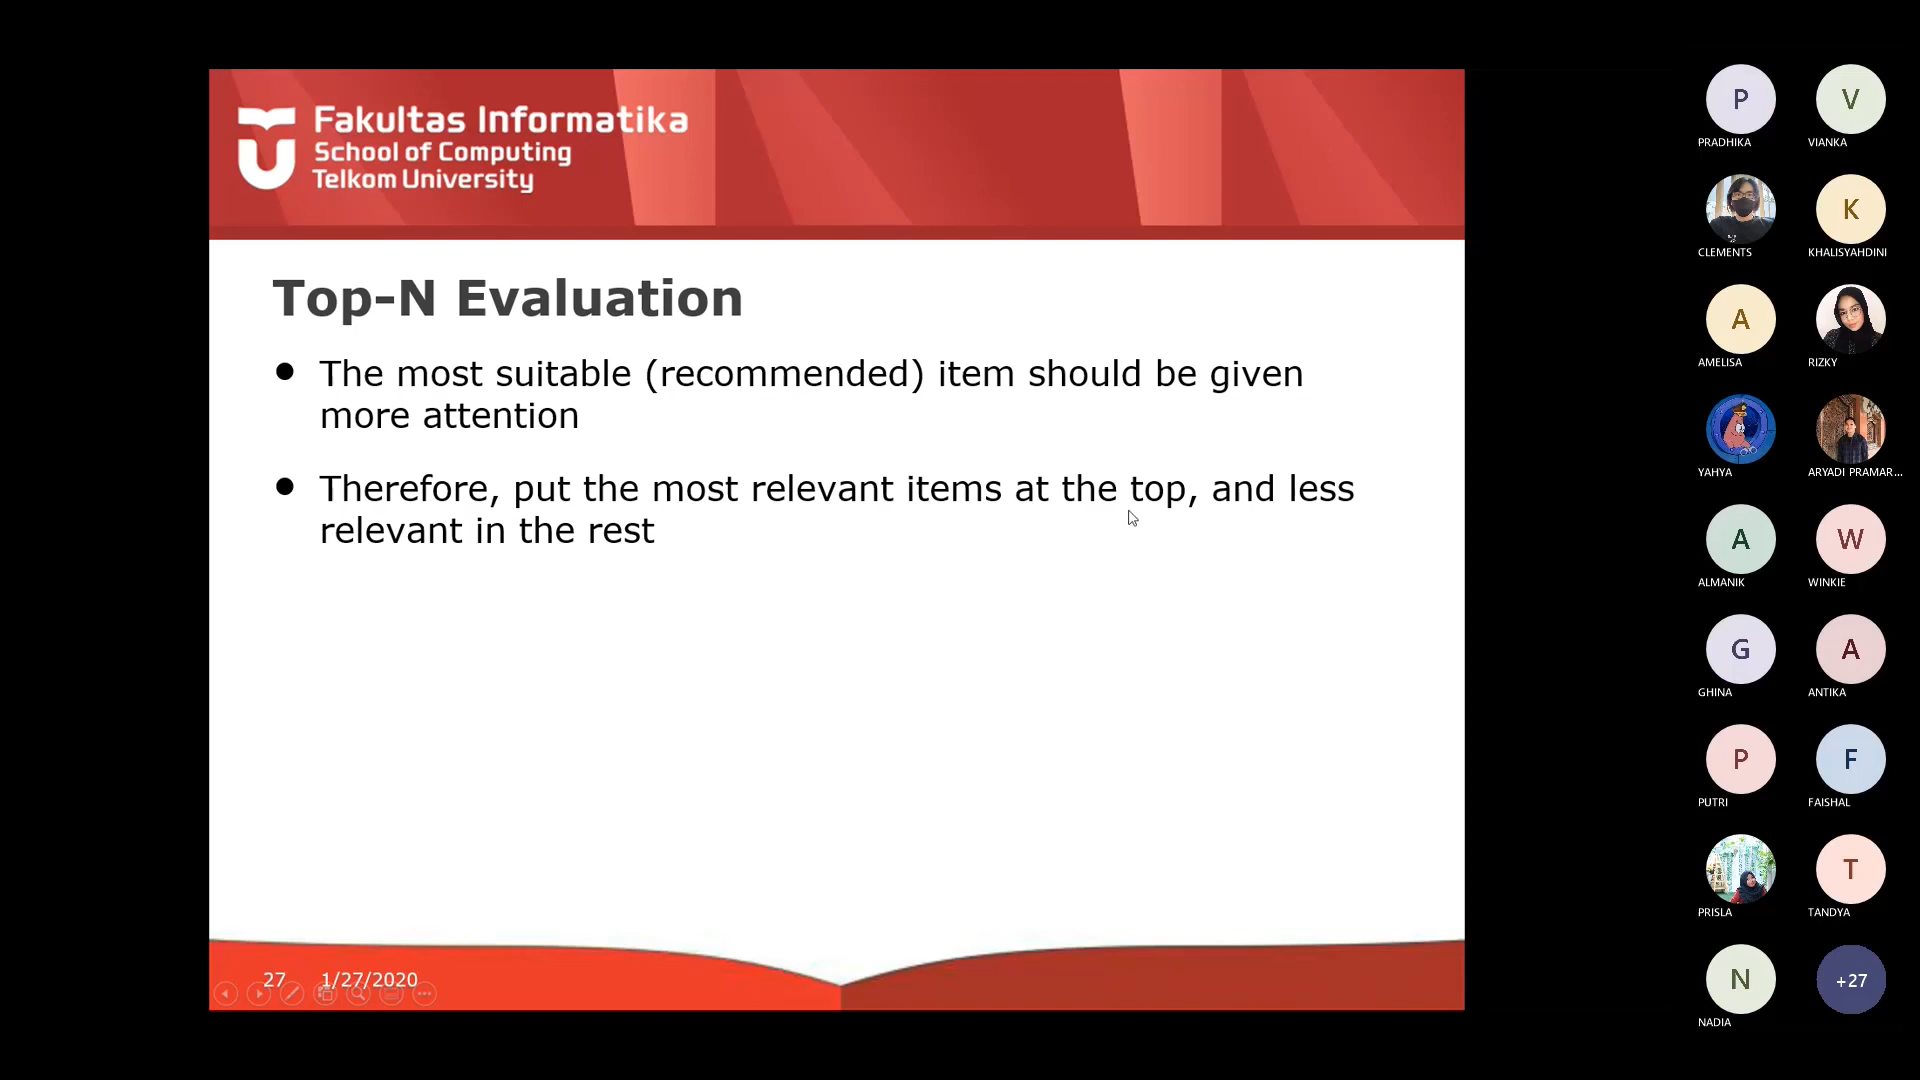 Fakultas Informatika
School of Computing
Telkom University
Top-N Evaluation
The most suitable (recommended) item should be given
more attention
Therefore, put the most relevant items at the top, and less
relevant in the rest
27 1/27/2020
P V
PRADHIKA VIANKA
K
CLEMENTS KHALISYAHDINI
A
AMELISA RIZKY
YAHYA ARYADI PRAMAR...
A W
ALMANIK WINKIE
G A
GHINA ANTIKA
P F
PUTRI FAISHAL
T
PRISLA TANDYA
N +27
NADIA